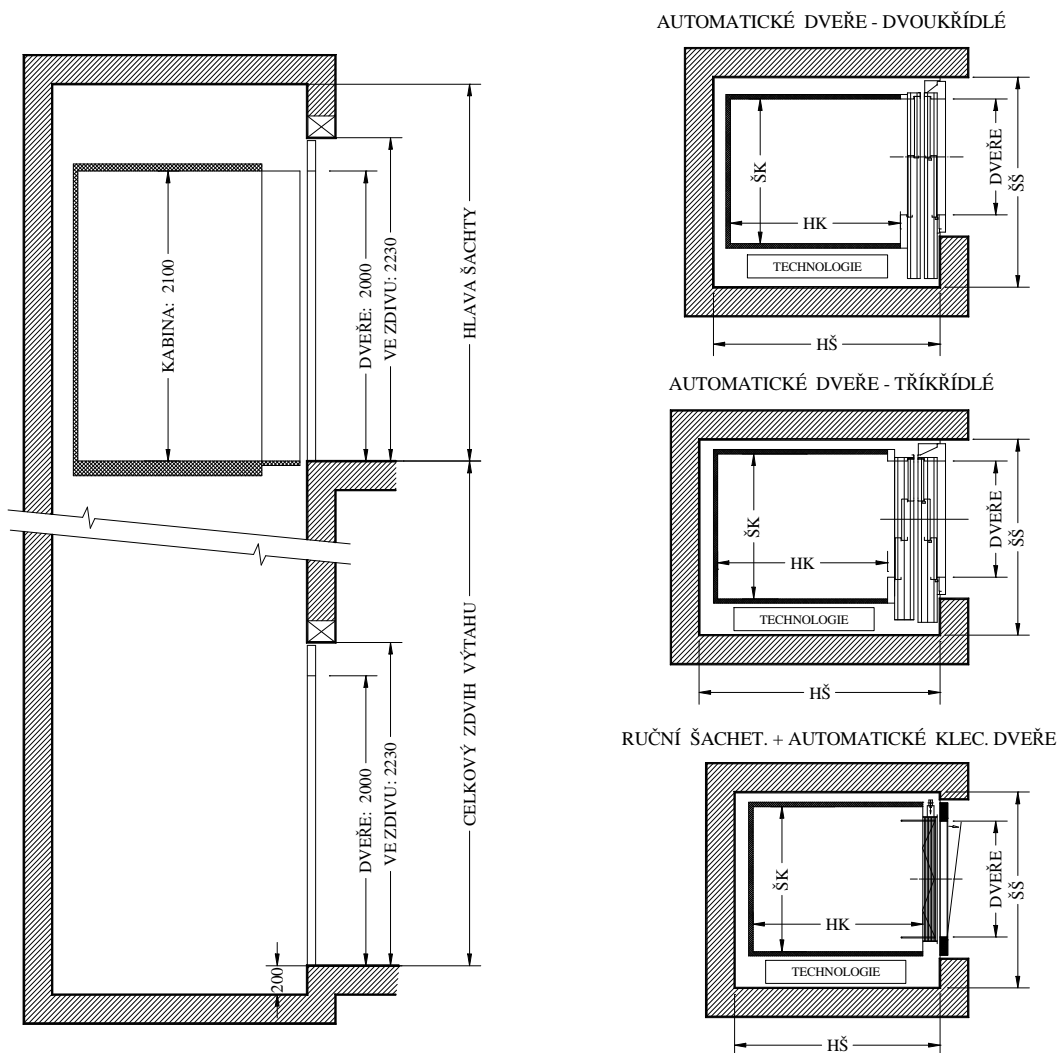 KABINA: 2100
DVEŘE: 2000
VE ZDIVU: 2230
HLAVA ŠACHTY
DVEŘE: 2000
VE ZDIVU: 2230
CELKOVÝ ZDVIH VÝTAHU
200
AUTOMATICKÉ DVEŘE - DVOUKŘÍDLÉ
ŠK
HK
TECHNOLOGIE
DVEŘE
ŠŠ
HŠ
AUTOMATICKÉ DVEŘE - TŘÍKŘÍDLÉ
ŠK
HK
TECHNOLOGIE
DVEŘE
ŠŠ
HŠ
RUČNÍ ŠACHET. + AUTOMATICKÉ KLEC. DVEŘE
ŠK
HK
TECHNOLOGIE
DVEŘE
ŠŠ
HŠ